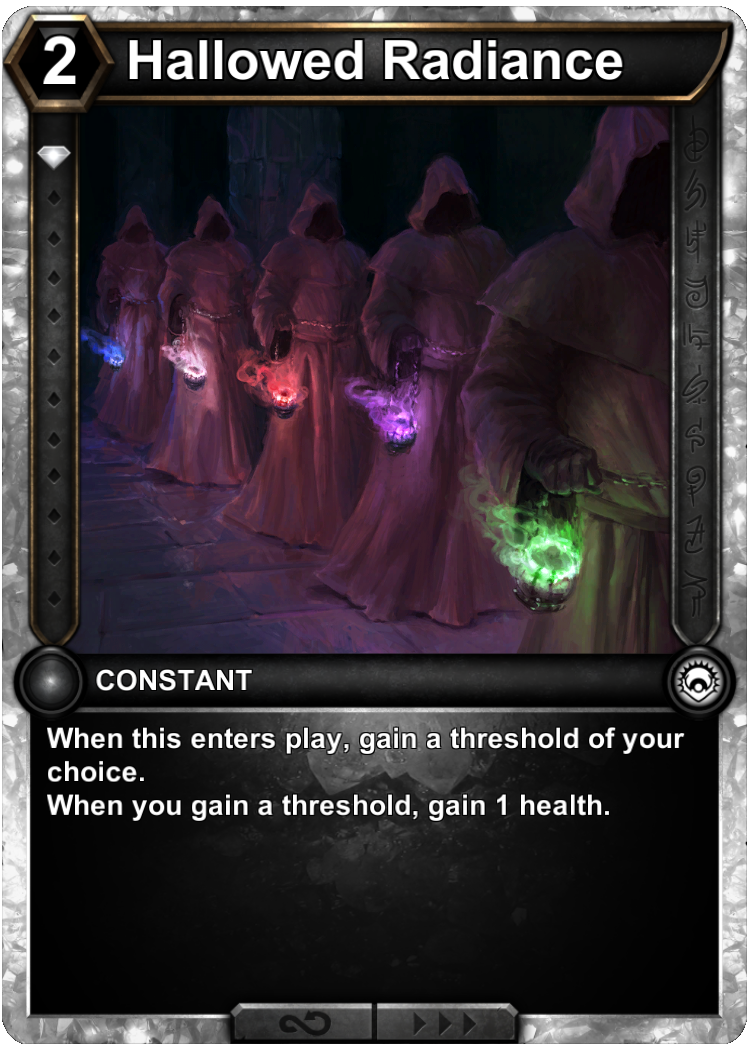 2 Hallowed Radiance
CONSTANT
When this enters play, gain a threshold of your
choice.
When you gain a threshold, gain 1 health.